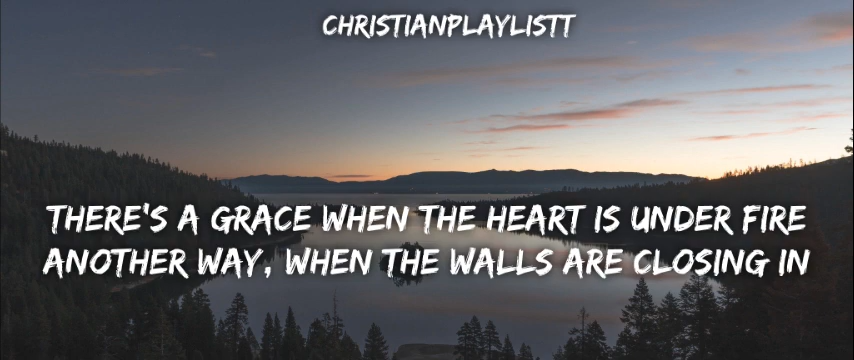 CHRISTIANPLAYLISTT
THERE'S A GRACE WHEN THE HEART IS UNDER FIRE
ANOTHER WAY, WHEN THE WALLS ARE CLOSING IN